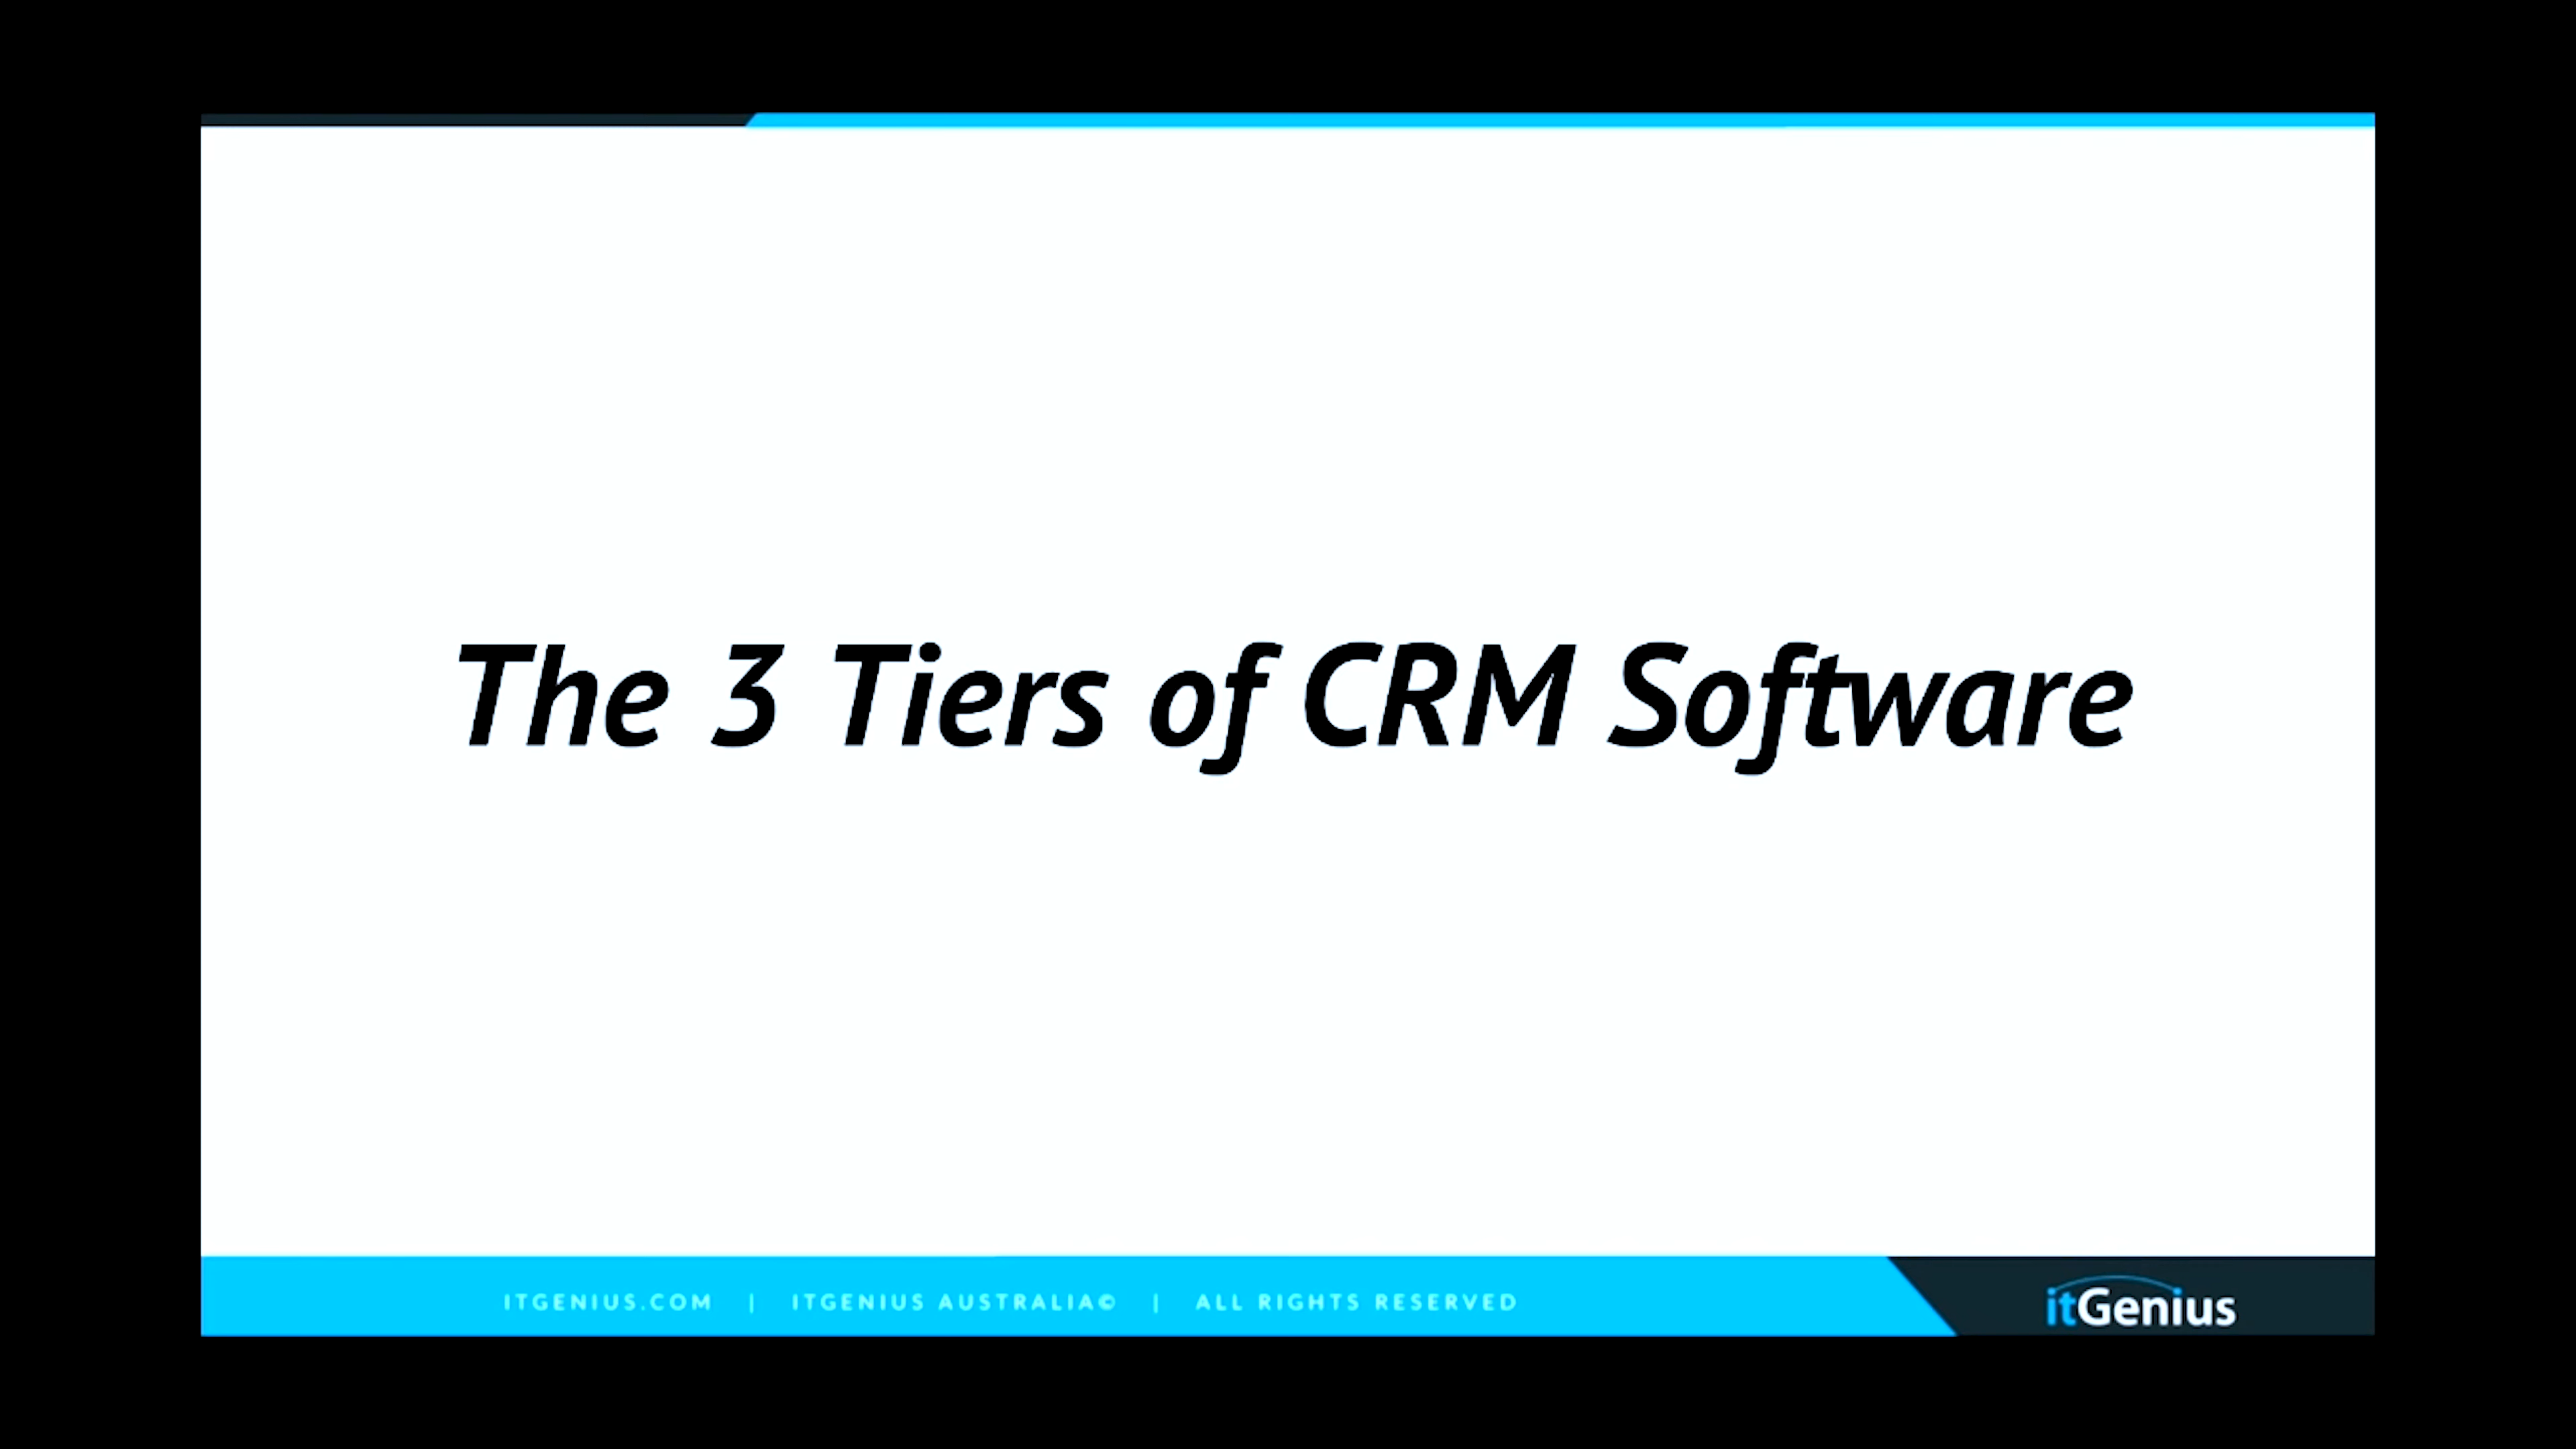 The 3 Tiers of CRM Software
ITGENIUS.COM | ITGENIUS AUSTRALIA© | ALL RIGHTS RESERVED
itGenius